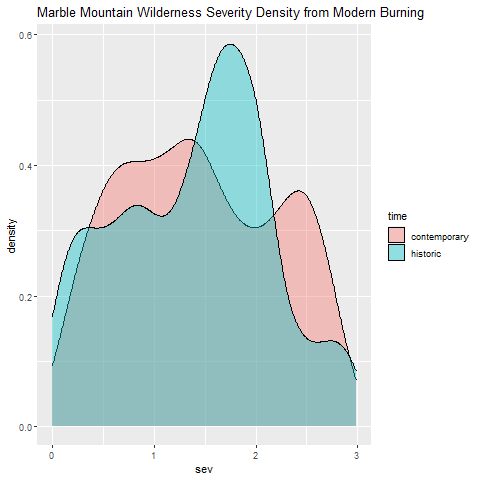 Marble Mountain Wilderness Severity Density from Modern Burning
0.6
0.4
0.2
0.0
density
0 1 2 3
sev
time
contemporary
historic